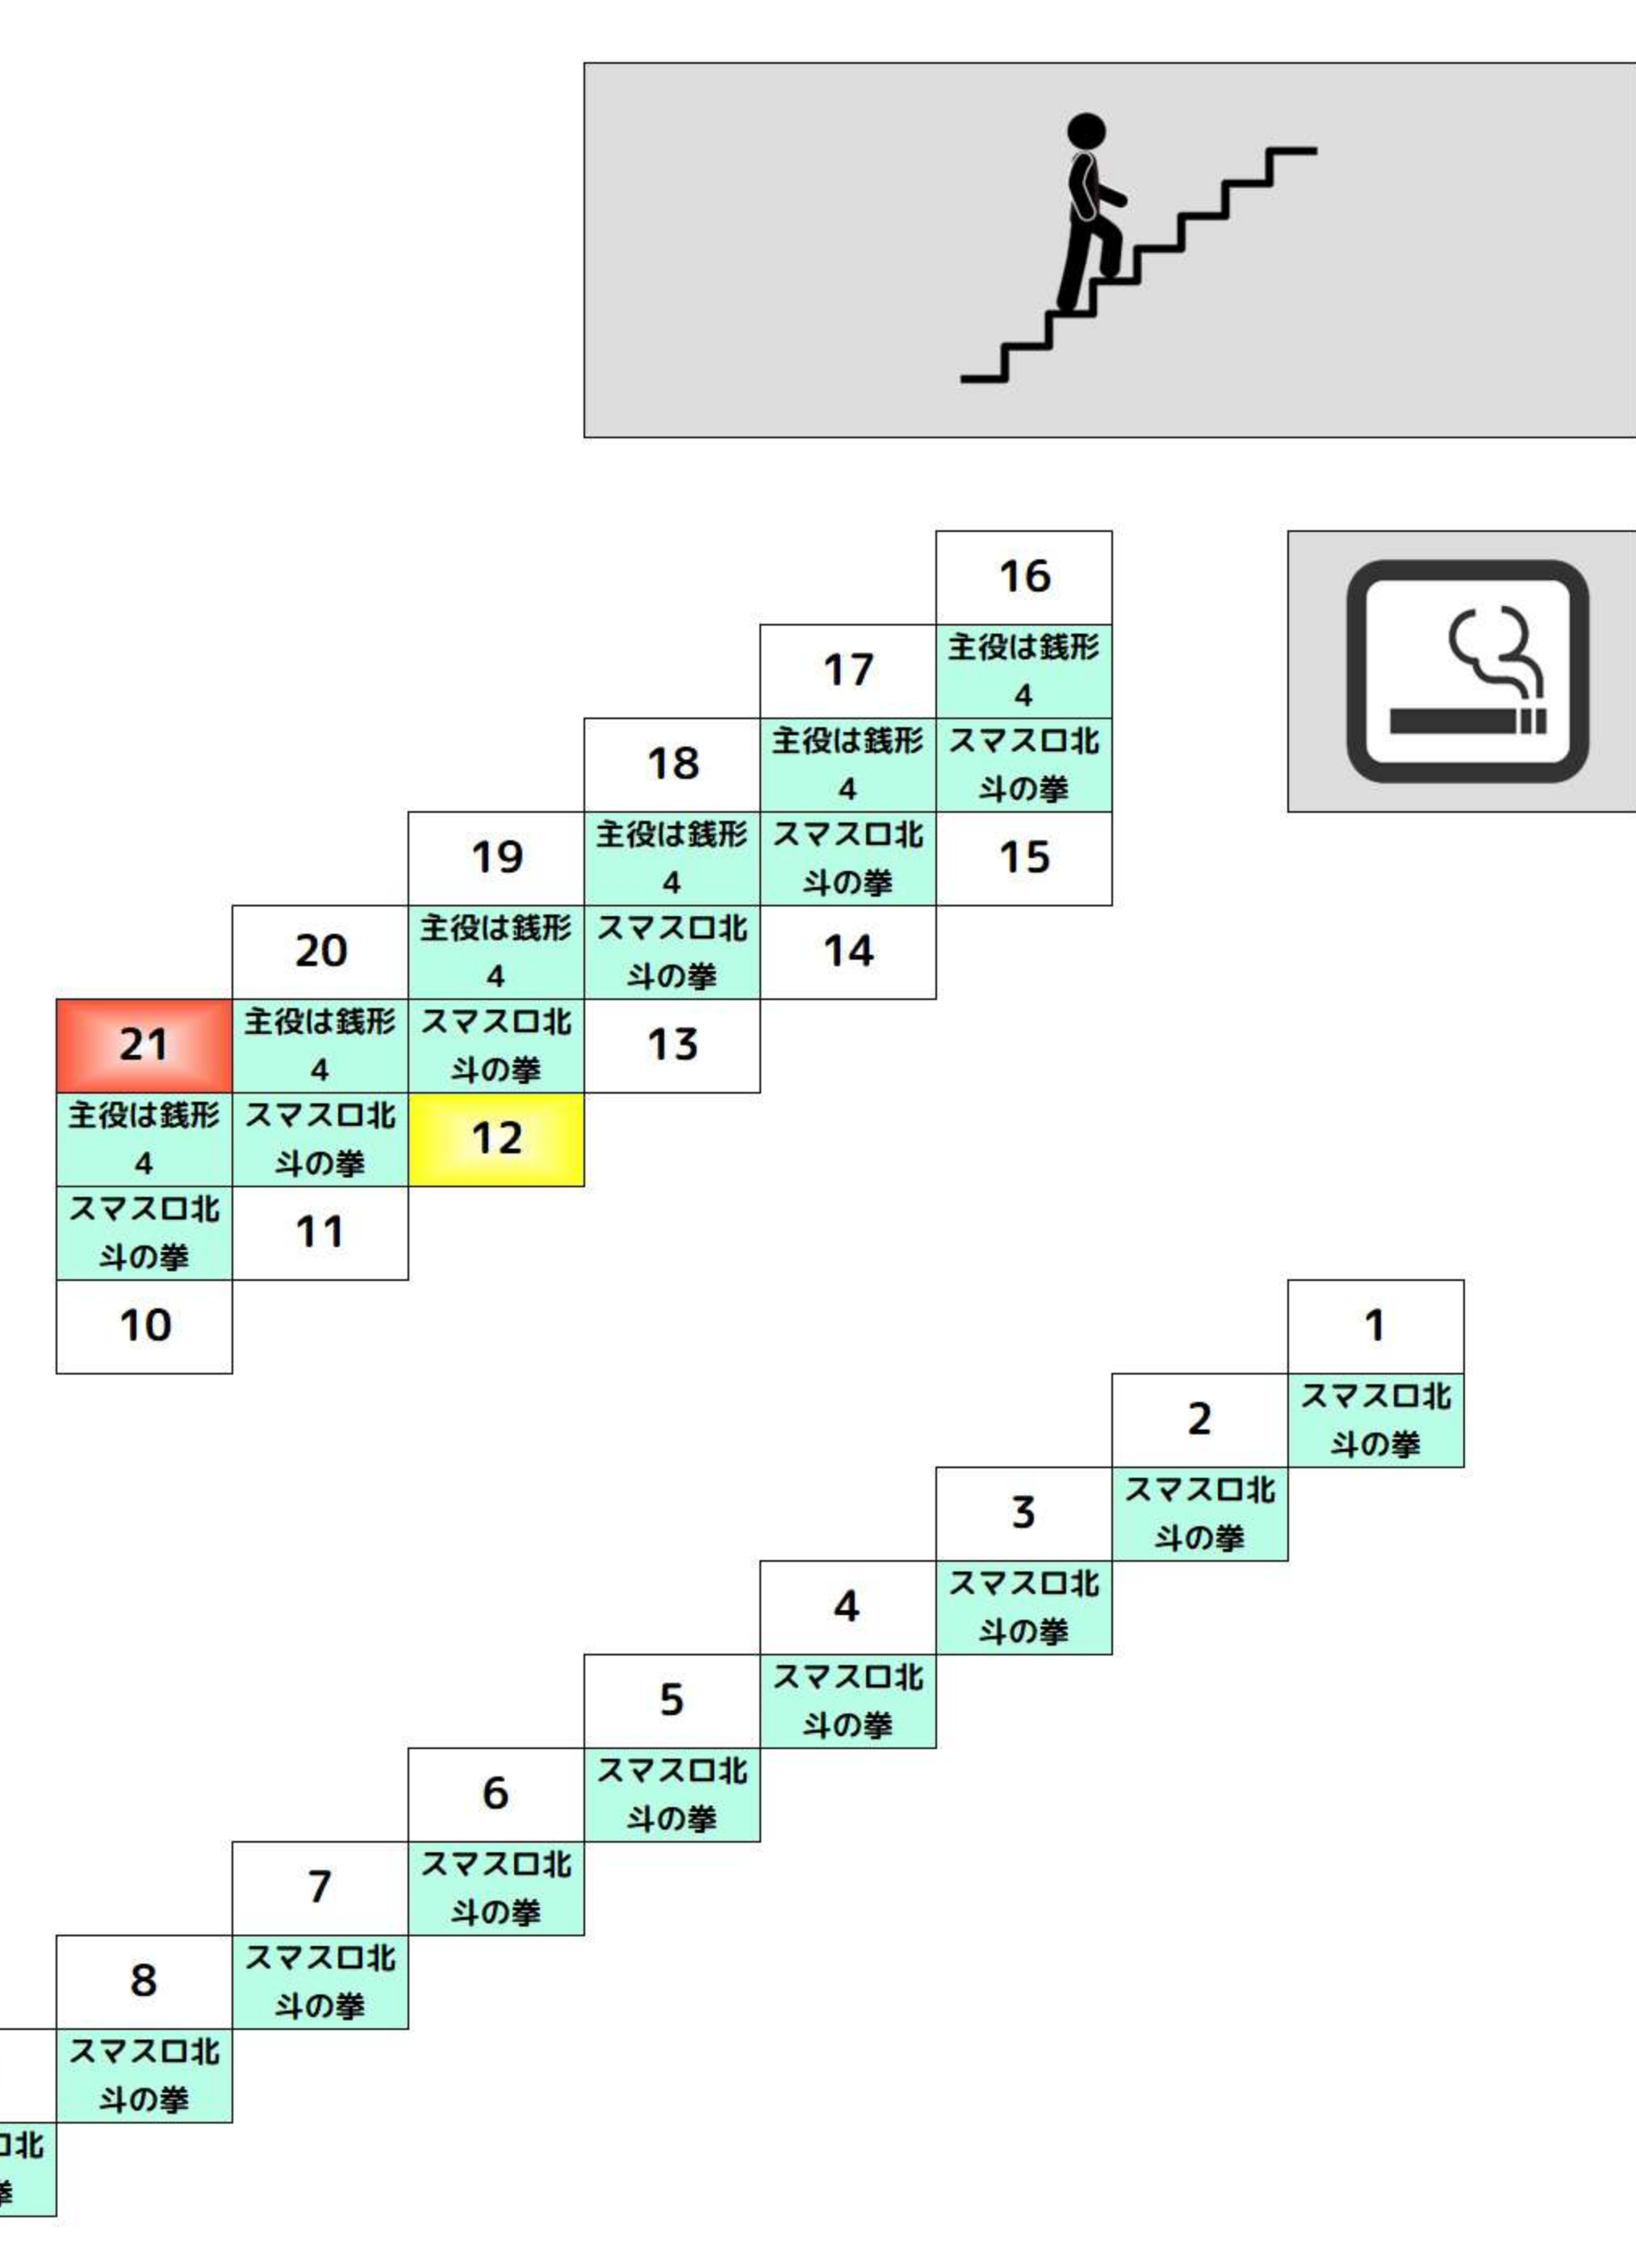 16
17
主役は銭形
4
18
主役は銭形
4
スマスロ北
斗の拳
19
主役は銭形
4
スマスロ北
斗の拳
15
20
主役は銭形
4
スマスロ北
斗の拳
14
21
主役は銭形
4
スマスロ北
斗の拳
13
主役は銭形
4
スマスロ北
斗の拳
12
スマスロ北
斗の拳
11
10
1
2
スマスロ北
斗の拳
3
スマスロ北
斗の拳
4
スマスロ北
斗の拳
5
スマスロ北
斗の拳
6
スマスロ北
斗の拳
7
スマスロ北
斗の拳
8
スマスロ北
斗の拳
スマスロ北
斗の拳
ロ北
拳